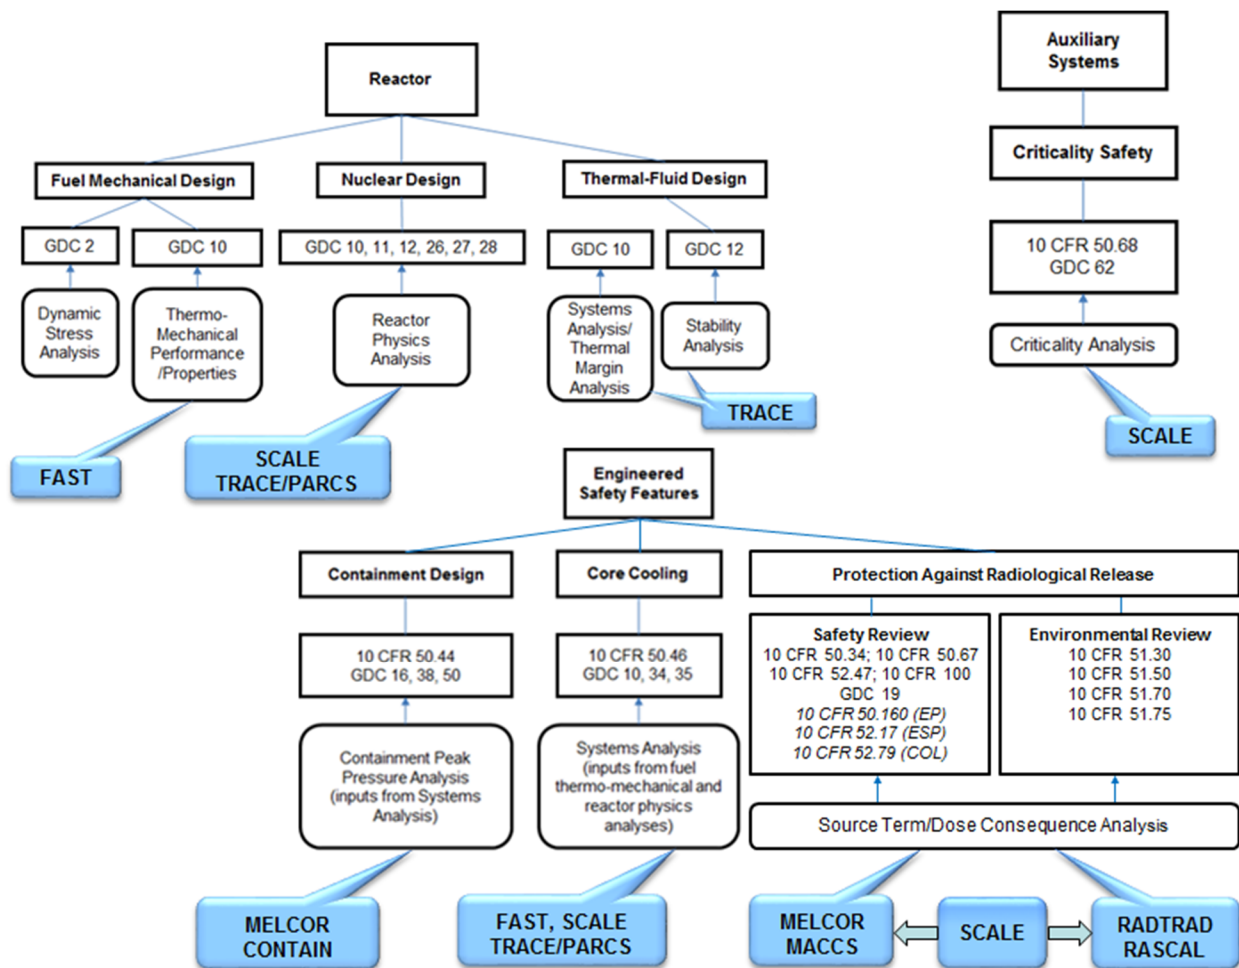 Reactor
Auxiliary
Systems
Fuel Mechanical Design
Nuclear Design
Thermal-Fluid Design
Criticality Safety
GDC 2
GDC 10
GDC 10, 11, 12, 26, 27, 28
GDC 10
GDC 12
10 CFR 50.68
GDC 62
Dynamic
Stress
Analysis
Thermo-
Mechanical
Performance
/Properties
Reactor
Physics
Analysis
Systems
Analysis/
Thermal
Margin
Analysis
Stability
Analysis
Criticality Analysis
FAST
SCALE
TRACE/PARCS
TRACE
SCALE
Engineered
Safety Features
Containment Design
Core Cooling
Protection Against Radiological Release
10 CFR 50.44
GDC 16, 38, 50
10 CFR 50.46
GDC 10, 34, 35
Safety Review
10 CFR 50.34; 10 CFR 50.67
10 CFR 52.47; 10 CFR 100
GDC 19
10 CFR 50.160 (EP)
10 CFR 52.17 (ESP)
10 CFR 52.79 (COL)
Environmental Review
10 CFR 51.30
10 CFR 51.50
10 CFR 51.70
10 CFR 51.75
Containment Peak
Pressure Analysis
(inputs from Systems
Analysis)
Systems Analysis
(inputs from fuel
thermo-mechanical and
reactor physics
analyses)
Source Term/Dose Consequence Analysis
MELCOR
CONTAIN
FAST, SCALE
TRACE/PARCS
MELCOR
MACCS
SCALE
RADTRAD
RASCAL